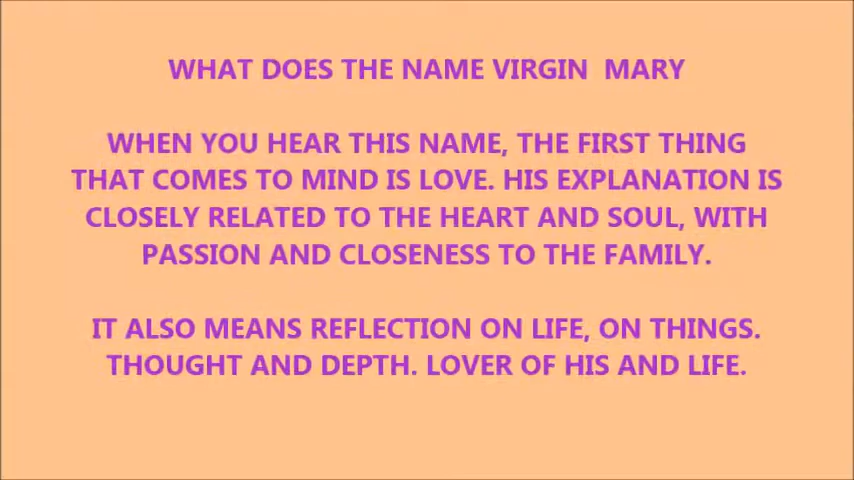 WHAT DOES THE NAME VIRGIN  MARY
WHEN YOU HEAR THIS NAME, THE FIRST THING
THAT COMES TO MIND IS LOVE. HIS EXPLANATION IS
CLOSELY RELATED TO THE HEART AND SOUL, WITH
PASSION AND CLOSENESS TO THE FAMILY.
IT ALSO MEANS REFLECTION ON LIFE, ON THINGS.
THOUGHT AND DEPTH. LOVER OF HIS AND LIFE.